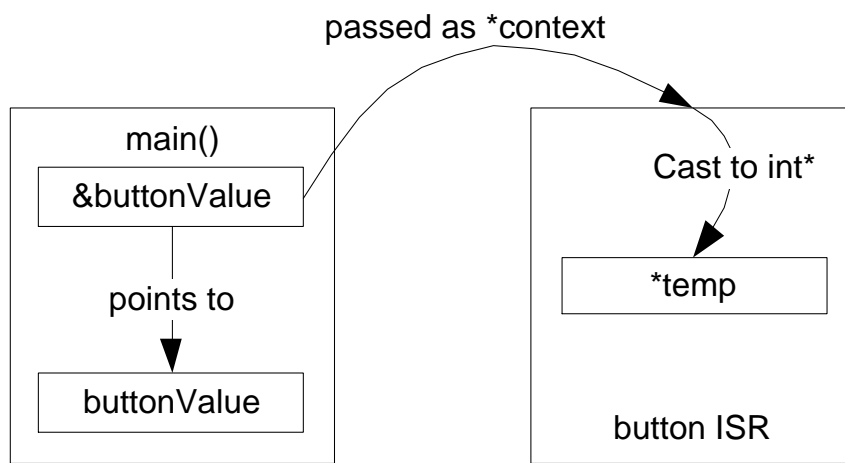 passed as *context
main()
&buttonValue
points to
buttonValue
Cast to int*
*temp
button ISR